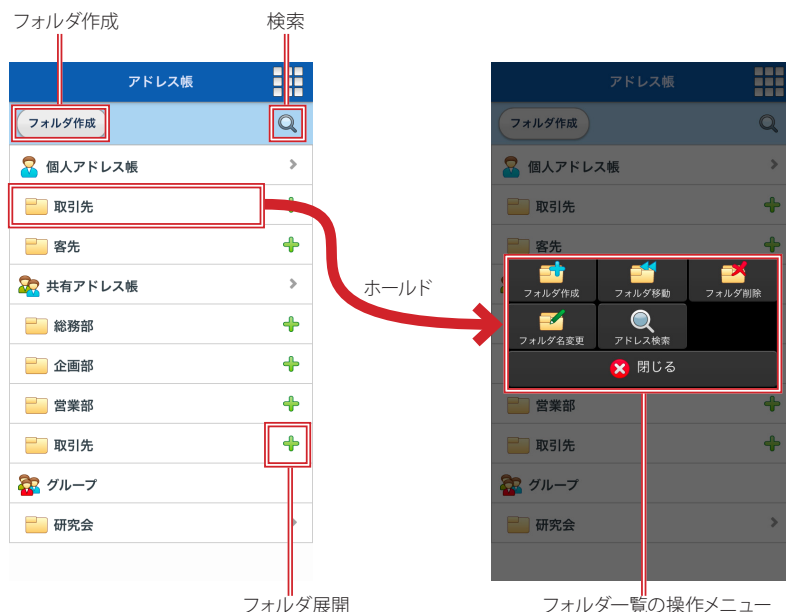 フォルダ作成
検索
アドレス帳
フォルダ作成
個人アドレス帳
取引先
客先
共有アドレス帳
総務部
企画部
営業部
取引先
グループ
研究会
フォルダ展開
ホールド
アドレス帳
フォルダ作成
個人アドレス帳
取引先
客先
フォルダ作成
フォルダ移動
フォルダ削除
フォルダ名変更
アドレス検索
閉じる
営業部
取引先
グループ
研究会
フォルダ一覧の操作メニュー